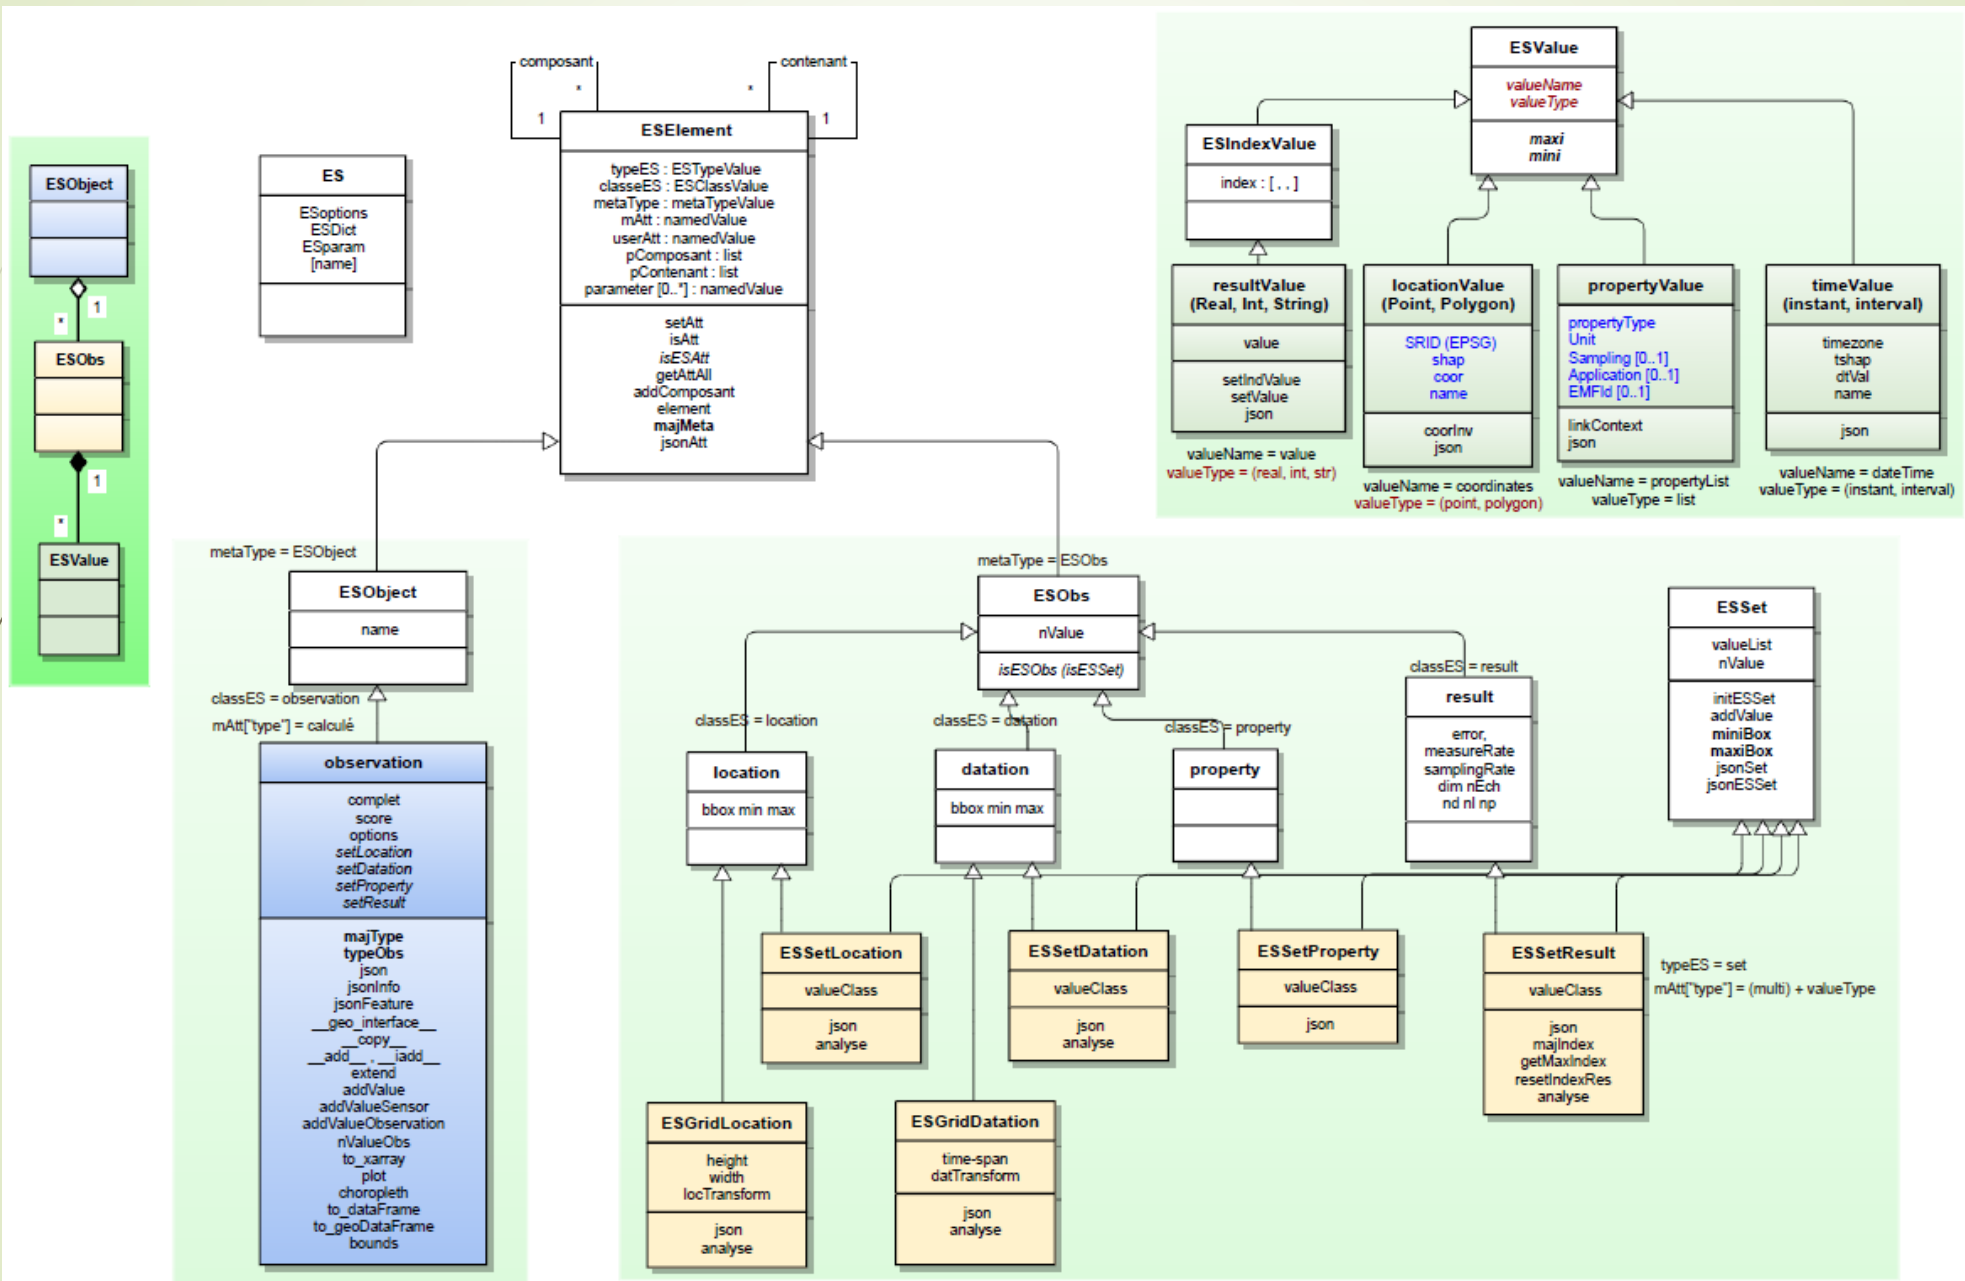 ESObject
1
*
ESObs
1
*
ESValue
ES
ESoptions
ESDict
ESparam
[name]
composant
*
1
contenant
*
1
ESElement
typeES : ESTypeValue
classeES : ESClassValue
metaType : metaTypeValue
mAtt : namedValue
userAtt : namedValue
pComposant : list
pContenant : list
parameter [0..*] : namedValue
setAtt
isAtt
isESAtt
getAttAll
addComposant
element
majMeta
jsonAtt
ESValue
valueName
valueType
maxi
mini
ESIndexValue
index : [ , , ]
resultValue
(Real, Int, String)
value
setIndValue
setValue
json
valueName = value
valueType = (real, int, str)
locationValue
(Point, Polygon)
SRID (EPSG)
shap
coor
name
coorInv
json
valueName = coordinates
valueType = (point, polygon)
propertyValue
propertyType
Unit
Sampling [0..1]
Application [0..1]
EMFId [0..1]
linkContext
json
valueName = propertyList
valueType = list
timeValue
(instant, interval)
timezone
tshap
dtVal
name
json
valueName = dateTime
valueType = (instant, interval)
metaType = ESObject
ESObject
name
classES = observation
mAtt["type"] = calculé
observation
complet
score
options
setLocation
setDatation
setProperty
setResult
majType
typeObs
json
jsonInfo
jsonFeature
__geo_interface__
__copy__
__add__ , __iadd__
extend
addValue
addValueSensor
addValueObservation
nValueObs
to_xarray
plot
choropleth
to_dataFrame
to_geoDataFrame
bounds
metaType = ESObs
ESObs
nValue
isESObs (isESSet)
classES = location
location
bbox min max
classES = datation
datation
bbox min max
classES = property
property
classES = result
result
error,
measureRate
samplingRate
dim nEch
nd nl np
ESSet
valueList
nValue
initESSet
addValue
miniBox
maxiBox
jsonSet
jsonESSet
ESSetLocation
valueClass
json
analyse
ESSetDatation
valueClass
json
analyse
ESSetProperty
valueClass
json
ESSetResult
valueClass
json
majIndex
getMaxIndex
resetIndexRes
analyse
typeES = set
mAtt["type"] = (multi) + valueType
ESGridLocation
height
width
locTransform
json
analyse
ESGridDatation
time-span
datTransform
json
analyse